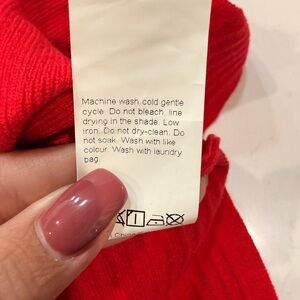 Machine wash cold gentle
cycle. Do not bleach, line
drying in the shade. Low
iron. Do not dry-clean. Do
not soak. Wash with like
colour. Wash with laundry
bag.